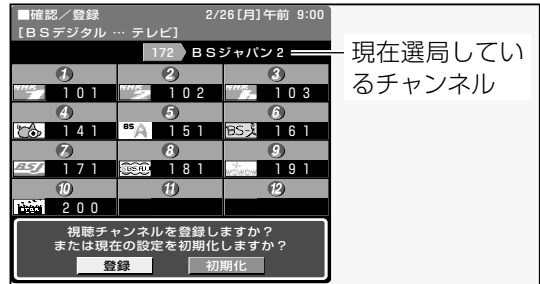 ■確認／登録 2/26[月]午前 9:00
[BSデジタル … テレビ]
172 BSジャパン2
現在選局してい
るチャンネル
1 2 3
101 102 103
4 5 6
141 BS A 151 BS-i 161
7 8 9
BSJ 171 181 WOWOW 191
10 11 12
200
視聴チャンネルを登録しますか？
または現在の設定を初期化しますか？
登録 初期化